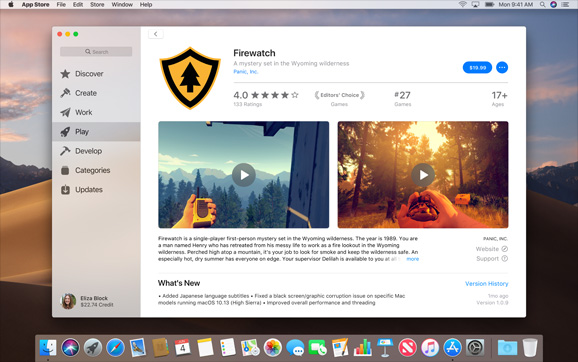 App Store File Edit Store Window Help
Mon 9:41 AM
Search
Discover
Create
Work
Play
Develop
Categories
Updates
Eliza Block
$22.74 Credit
Firewatch
A mystery set in the Wyoming wilderness
Panic, Inc.
$19.99
4.0
133 Ratings
Editors' Choice
Games
#27
Games
17+
Ages
Firewatch is a single-player first-person mystery set in the Wyoming wilderness. The year is 1989. You are
a man named Henry who has retreated from his messy life to work as a fire lookout in the Wyoming
wilderness. Perched high atop a mountain, it's your job to look for smoke and keep the wilderness safe. An
especially hot, dry summer has everyone on edge. Your supervisor Delilah is available to you at all
more
PANIC, INC.
Website
Support
What's New
Version History
• Added Japanese language subtitles • Fixed a black screen/graphic corruption issue on specific Mac
models running macOS 10.13 (High Sierra) • Improved overall performance and threading
1mo ago
Version 1.0.9
4